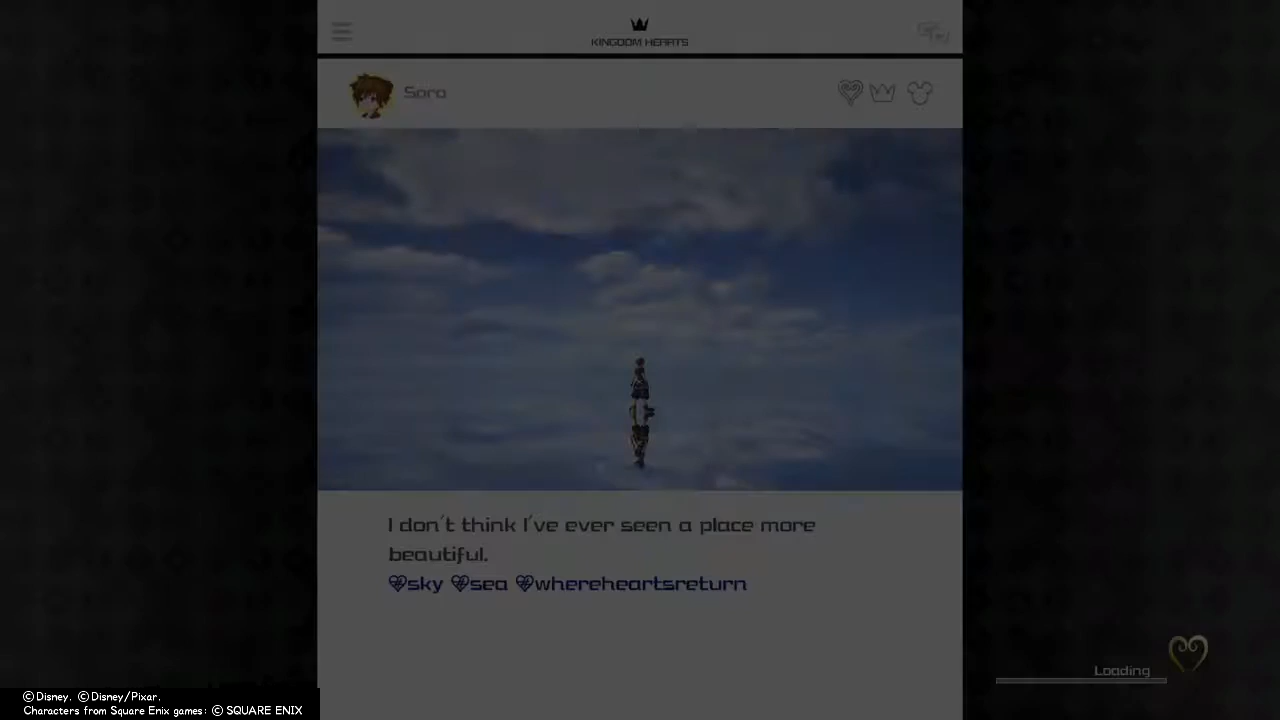 KINGDOM HEARTS
Sora
I don't think I've ever seen a place more
beautiful.
sky sea whereheartsreturn
Loading
©Disney. ©Disney/Pixar.
Characters from Square Enix games: © SQUARE ENIX